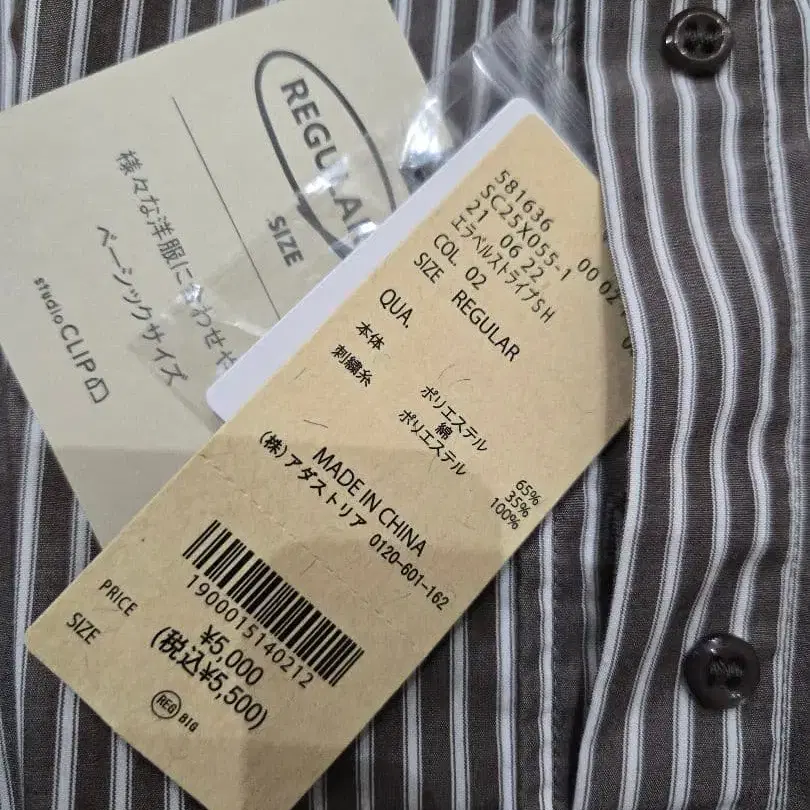 REGULAR
SIZE
様々な洋服に合わせや
ベーシックサイズ
studio CLIP
581636
SC25X055-1 00 02
21 06 22
エラベルストライプSH
COL. 02
SIZE REGULAR
QUA.
本体 ポリエステル 65%
綿 35%
刺繍糸 ポリエステル 100%
MADE IN CHINA
(株)アダストリア 0120-601-162
1900015140212
PRICE ¥5,000
(税込¥5,500)
SIZE
REG BIG